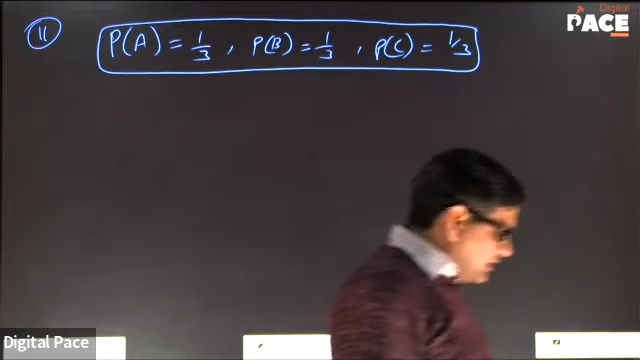 Digital
PACE
11
P(A) = 1/3 , P(B) = 1/3 , P(C) = 1/3
Digital Pace